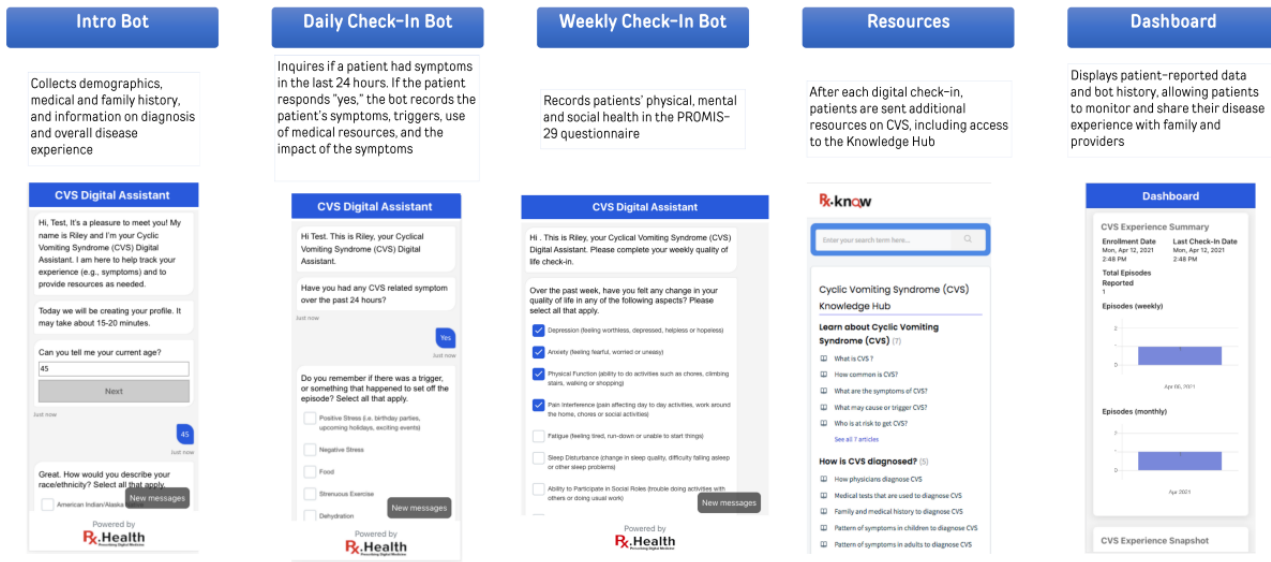 Intro Bot
Collects demographics,
medical and family history,
and information on diagnosis
and overall disease
experience
CVS Digital Assistant
Hi, Test, It's a pleasure to meet you! My
name is Riley and I'm your Cyclic
Vomiting Syndrome (CVS) Digital
Assistant. I am here to help track your
experience (e.g., symptoms) and to
provide resources as needed.
Today we will be creating your profile. It
may take about 15-20 minutes.
Can you tell me your current age?
45
Next
Just now
45
Just now
Great. How would you describe your
race/ethnicity? Select all that apply.
American Indian/Alaska
New messages
Powered by
Rx.Health
Prescribing Digital Medicine
Daily Check-In Bot
Inquires if a patient had symptoms
in the last 24 hours. If the patient
responds "yes," the bot records the
patient's symptoms, triggers, use
of medical resources, and the
impact of the symptoms
CVS Digital Assistant
Hi Test. This is Riley, your Cyclical
Vomiting Syndrome (CVS) Digital
Assistant.
Have you had any CVS related symptom
over the past 24 hours?
Just now
Yes
Just now
Do you remember if there was a trigger,
or something that happened to set off the
episode? Select all that apply.
Positive Stress (i.e. birthday parties,
upcoming holidays, exciting events)
Negative Stress
Food
Strenuous Exercise
Dehydration
New messages
Powered by
Rx.Health
Prescribing Digital Medicine
Weekly Check-In Bot
Records patients' physical, mental
and social health in the PROMIS-
29 questionnaire
CVS Digital Assistant
Hi . This is Riley, your Cyclical Vomiting Syndrome (CVS)
Digital Assistant. Please complete your weekly quality of
life check-in.
Over the past week, have you felt any change in your
quality of life in any of the following aspects? Please
select all that apply.
Depression (feeling worthless, depressed, helpless or hopeless)
Anxiety (feeling fearful, worried or uneasy)
Physical Function (ability to do activities such as chores, climbing
stairs, walking or shopping)
Pain Interference (pain affecting day to day activities, work around
the home, chores or social activities)
Fatigue (feeling tired, run-down or unable to start things)
Sleep Disturbance (change in sleep quality, difficulty falling asleep
or other sleep problems)
Ability to Participate in Social Roles (trouble doing activities with
others or doing usual work)
New messages
Powered by
Rx.Health
Prescribing Digital Medicine
Resources
After each digital check-in,
patients are sent additional
resources on CVS, including access
to the Knowledge Hub
Rx.know
Enter your search term here...
Cyclic Vomiting Syndrome (CVS)
Knowledge Hub
Learn about Cyclic Vomiting
Syndrome (CVS) (7)
What is CVS ?
How common is CVS?
What are the symptoms of CVS?
What may cause or trigger CVS?
Who is at risk to get CVS?
See all 7 articles
How is CVS diagnosed? (5)
How physicians diagnose CVS
Medical tests that are used to diagnose CVS
Family and medical history to diagnose CVS
Pattern of symptoms in children to diagnose CVS
Pattern of symptoms in adults to diagnose CVS
Dashboard
Displays patient-reported data
and bot history, allowing patients
to monitor and share their disease
experience with family and
providers
Dashboard
CVS Experience Summary
Enrollment Date Last Check-In Date
Mon, Apr 12, 2021 Mon, Apr 12, 2021
2:48 PM 2:48 PM
Total Episodes
Reported
1
Episodes (weekly)
2
1
0
1
Episodes (monthly)
2
1
0
1
Apr 2021
CVS Experience Snapshot